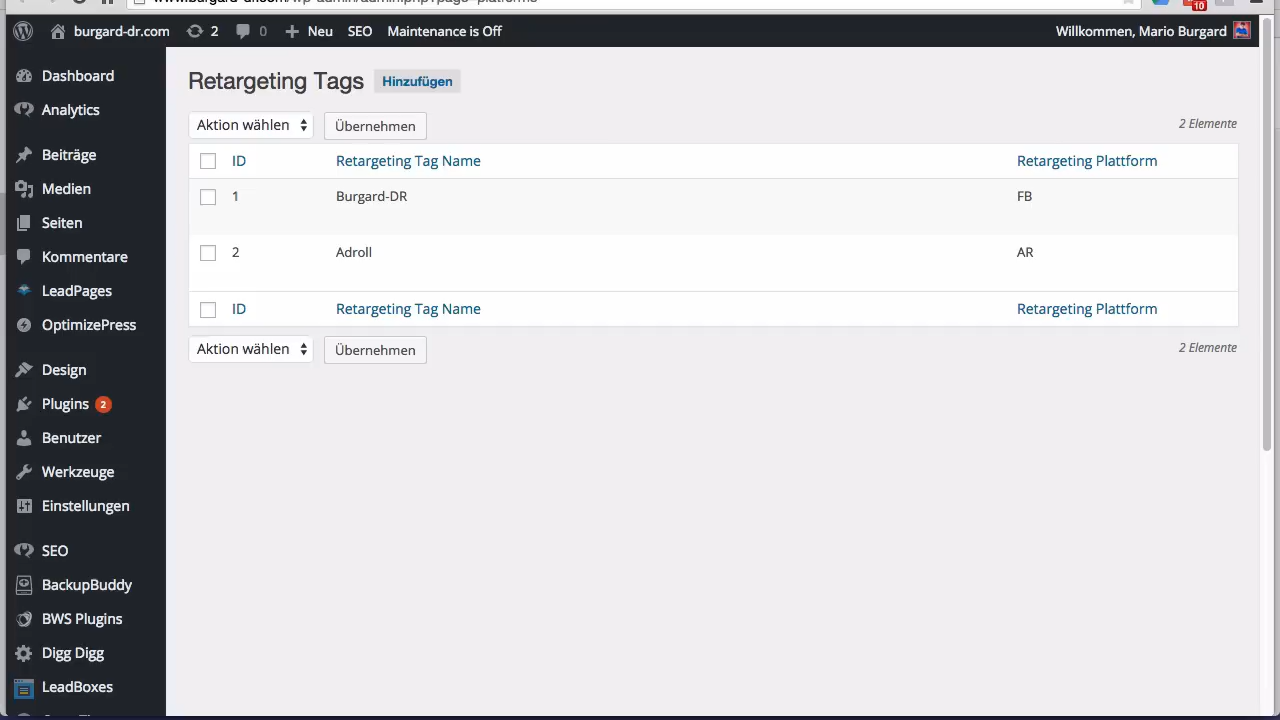 10
burgard-dr.com
2
0
Neu
SEO
Maintenance is Off
Willkommen, Mario Burgard
Dashboard
Analytics
Beiträge
Medien
Seiten
Kommentare
LeadPages
OptimizePress
Design
Plugins 2
Benutzer
Werkzeuge
Einstellungen
SEO
BackupBuddy
BWS Plugins
Digg Digg
LeadBoxes
Retargeting Tags Hinzufügen
Aktion wählen Übernehmen 2 Elemente
ID Retargeting Tag Name Retargeting Plattform
1 Burgard-DR FB
2 Adroll AR
ID Retargeting Tag Name Retargeting Plattform
Aktion wählen Übernehmen 2 Elemente